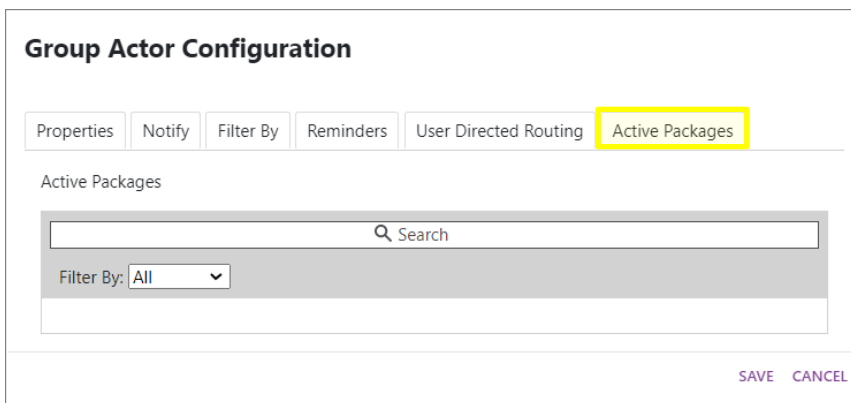 Group Actor Configuration
Properties Notify Filter By Reminders User Directed Routing Active Packages
Active Packages
Search
Filter By: All
SAVE CANCEL